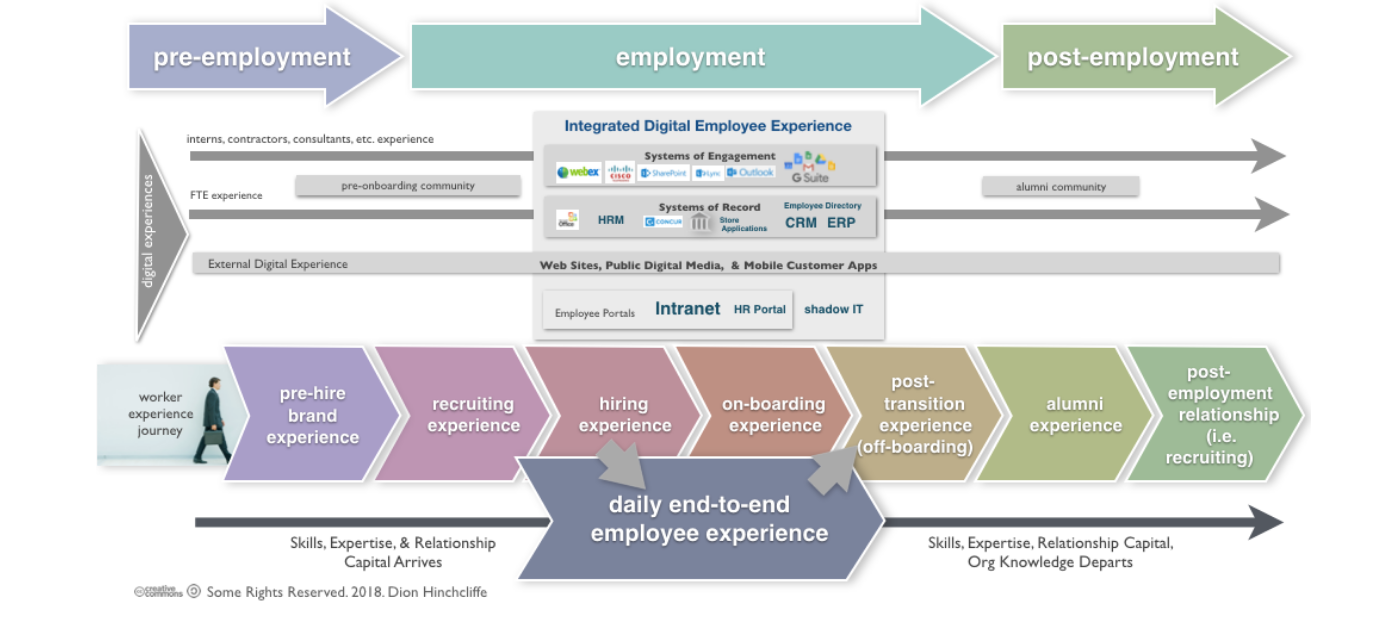 pre-employment
employment
post-employment
digital experiences
interns, contractors, consultants, etc. experience
pre-onboarding community
FTE experience
Integrated Digital Employee Experience
Systems of Engagement
webex
CISCO
SharePoint
Lync
Outlook
G Suite
Systems of Record
Office
HRM
CONCUR
Store
Applications
Employee Directory
CRM ERP
alumni community
External Digital Experience
Web Sites, Public Digital Media, & Mobile Customer Apps
Employee Portals
Intranet
HR Portal
shadow IT
worker
experience
journey
pre-hire
brand
experience
recruiting
experience
hiring
experience
on-boarding
experience
post-
transition
experience
(off-boarding)
alumni
experience
post-
employment
relationship
(i.e.
recruiting)
daily end-to-end
employee experience
Skills, Expertise, & Relationship
Capital Arrives
Skills, Expertise, Relationship Capital,
Org Knowledge Departs
creative
commons
Some Rights Reserved. 2018. Dion Hinchcliffe